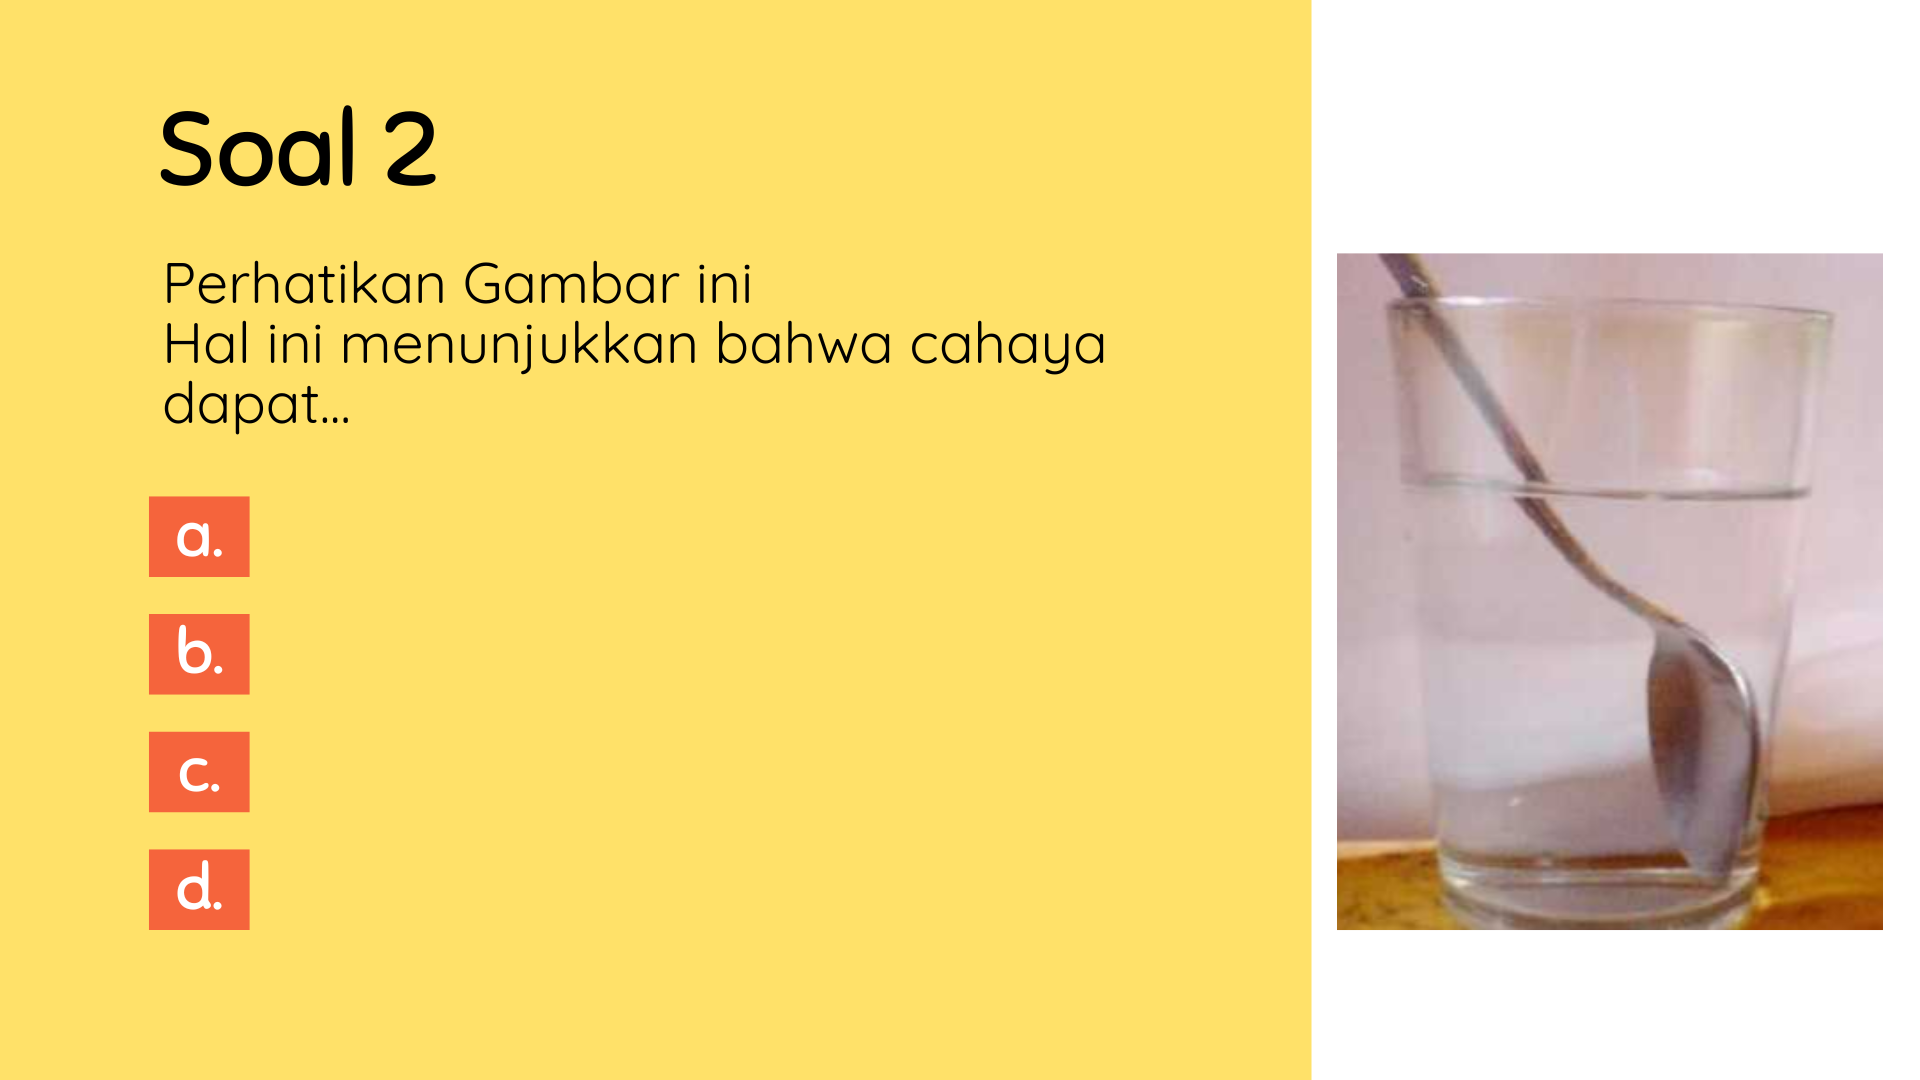 Soal 2
Perhatikan Gambar ini
Hal ini menunjukkan bahwa cahaya
dapat...
a.
b.
c.
d.